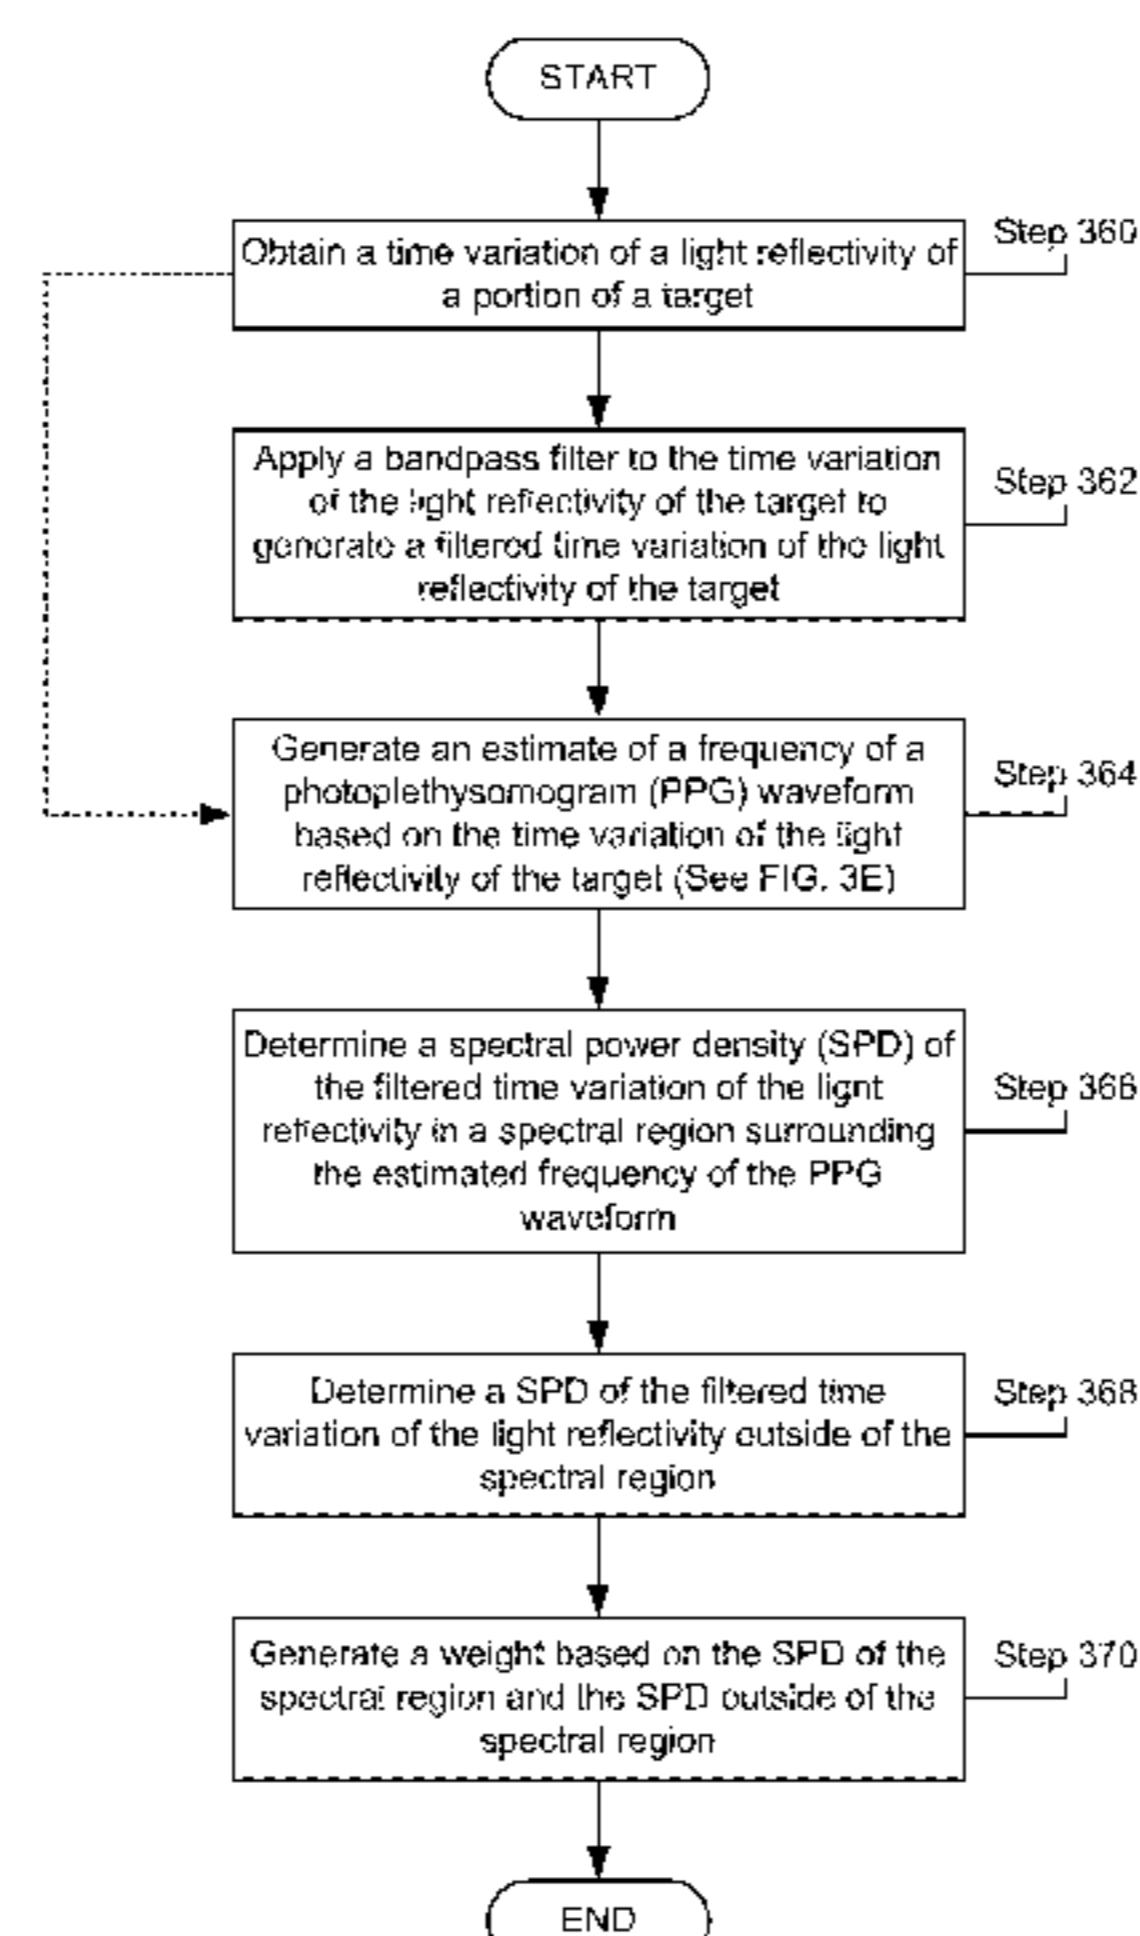 START
Step 360
Obtain a time variation of a light reflectivity of
a portion of a target
Apply a bandpass filter to the time variation
of the light reflectivity of the target to
generate a filtered time variation of the light
reflectivity of the target
Step 362
Generate an estimate of a frequency of a
photoplethysomogram (PPG) waveform
based on the time variation of the light
reflectivity of the target (See FIG. 3E)
Step 364
Determine a spectral power density (SPD) of
the filtered time variation of the light
reflectivity in a spectral region surrounding
the estimated frequency of the PPG
waveform
Step 366
Determine a SPD of the filtered time
variation of the light reflectivity outside of the
spectral region
Step 368
Generate a weight based on the SPD of the
spectral region and the SPD outside of the
spectral region
Step 370
END